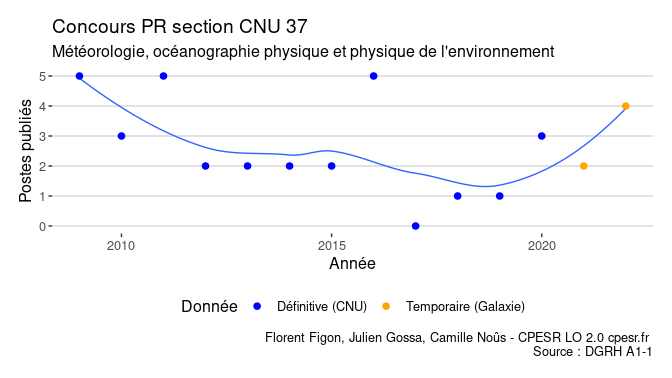 Concours PR section CNU 37
Météorologie, océanographie physique et physique de l'environnement
Postes publiés
5
4
3
2
1
0
2010 2015 2020
Année
Donnée Définitive (CNU) Temporaire (Galaxie)
Florent Figon, Julien Gossa, Camille Noûs - CPESR LO 2.0 cpesr.fr
Source : DGRH A1-1